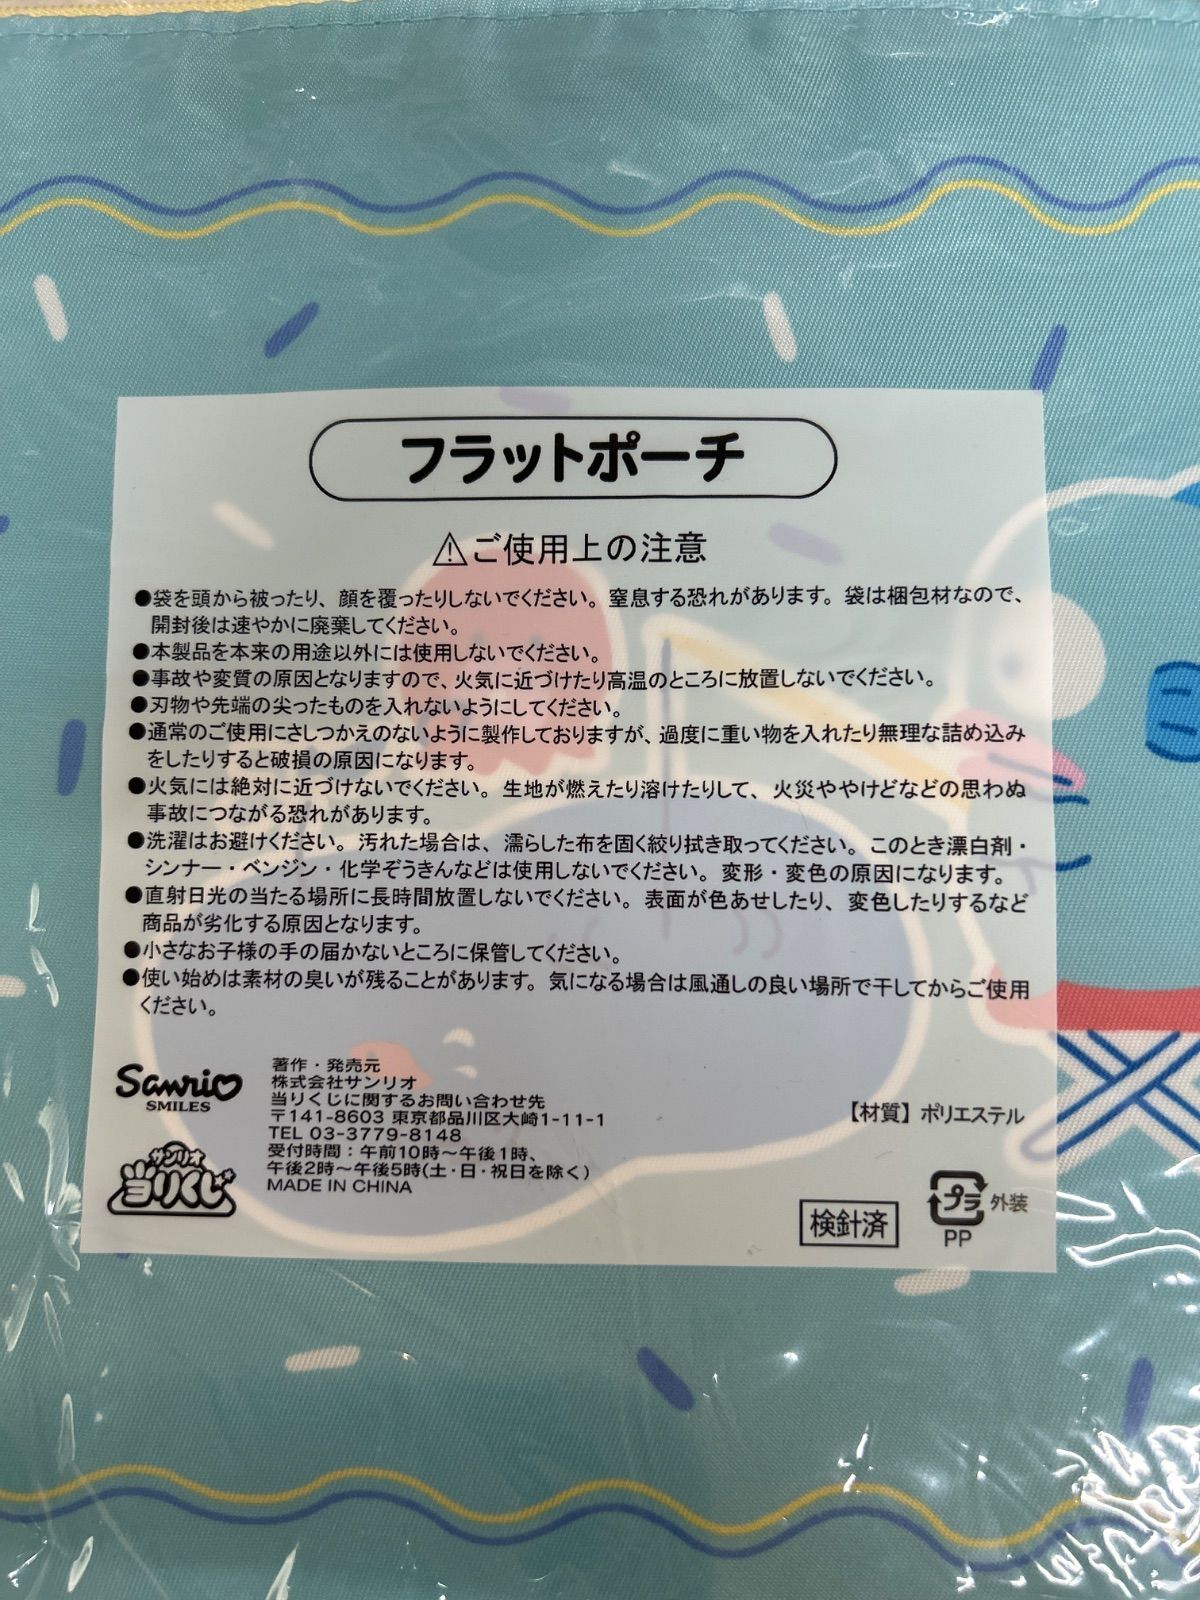 フラットポーチ
⚠ご使用上の注意
●袋を頭から被ったり、顔を覆ったりしないでください。窒息する恐れがあります。袋は梱包材なので、
開封後は速やかに廃棄してください。
●本製品を本来の用途以外には使用しないでください。
●事故や変質の原因となりますので、火気に近づけたり高温のところに放置しないでください。
●刃物や先端の尖ったものを入れないようにしてください。
●通常のご使用にさしつかえのないように製作しておりますが、過度に重い物を入れたり無理な詰め込み
をしたりすると破損の原因になります。
●火気には絶対に近づけないでください。生地が燃えたり溶けたりして、火災ややけどなどの思わぬ
事故につながる恐れがあります。
●洗濯はお避けください。汚れた場合は、濡らした布を固く絞り拭き取ってください。このとき漂白剤・
シンナー・ベンジン・化学ぞうきんなどは使用しないでください。変形・変色の原因になります。
●直射日光の当たる場所に長時間放置しないでください。表面が色あせしたり、変色したりするなど
商品が劣化する原因となります。
●小さなお子様の手の届かないところに保管してください。
●使い始めは素材の臭いが残ることがあります。気になる場合は風通しの良い場所で干してからご使用
ください。
Sanrio
SMILES
サンリオ
当りくじ
著作・発売元
株式会社サンリオ
当りくじに関するお問い合わせ先
〒141-8603 東京都品川区大崎1-11-1
TEL 03-3779-8148
受付時間：午前10時～午後1時、
午後2時～午後5時(土・日・祝日を除く)
MADE IN CHINA
【材質】ポリエステル
検針済
プラ 外装
PP